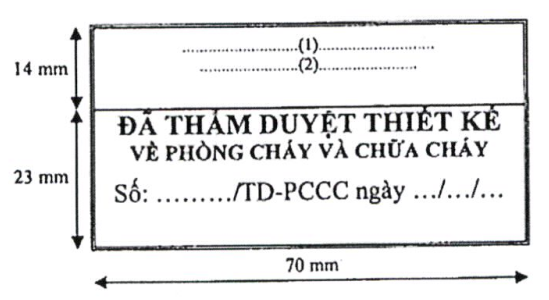 ...........................(1)...........................
.......................(2).......................
14 mm
ĐÃ THẨM DUYỆT THIẾT KẾ
VỀ PHÒNG CHÁY VÀ CHỮA CHÁY
23 mm
Số: ………/TD-PCCC ngày …/…/…
70 mm